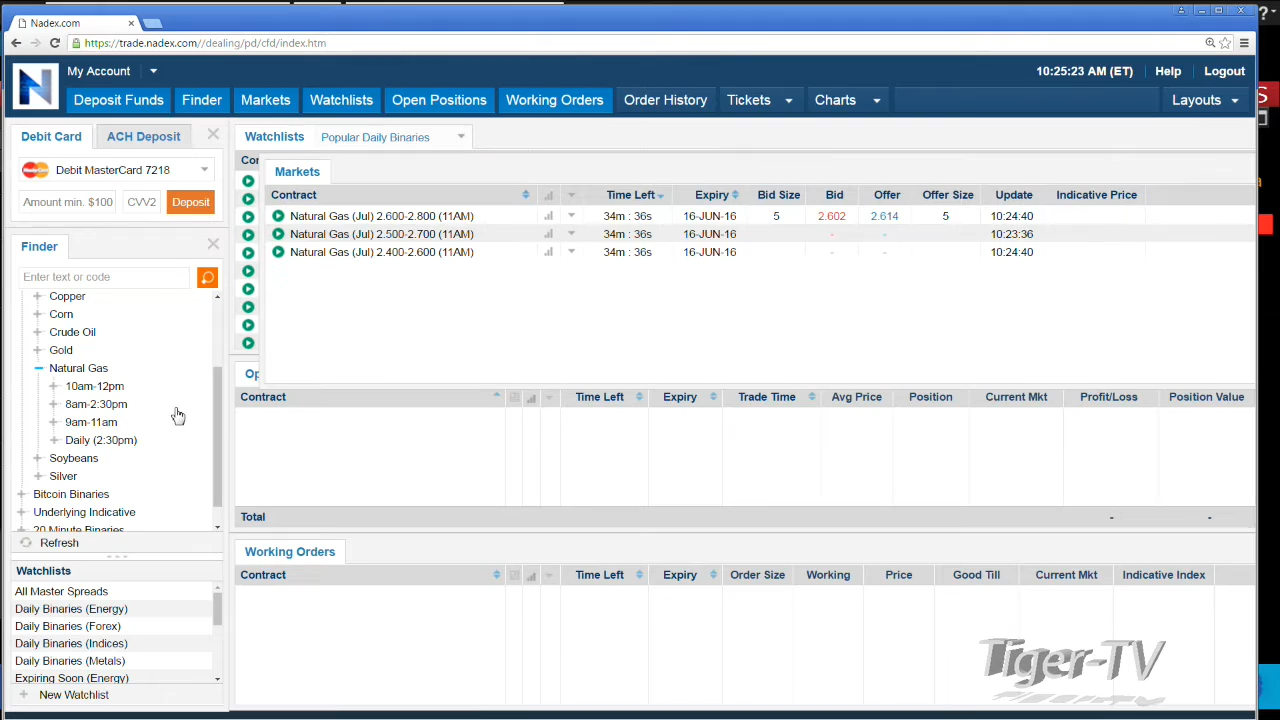 Nadex.com
https://trade.nadex.com//dealing/pd/cfd/index.htm
My Account
10:25:23 AM (ET) Help Logout
Deposit Funds Finder Markets Watchlists Open Positions Working Orders Order History Tickets Charts Layouts
Debit Card ACH Deposit
Debit MasterCard 7218
Amount min. $100 CVV2 Deposit
Finder
Enter text or code
Copper
Corn
Crude Oil
Gold
Natural Gas
10am-12pm
8am-2:30pm
9am-11am
Daily (2:30pm)
Soybeans
Silver
Bitcoin Binaries
Underlying Indicative
20 Minute Binaries
Refresh
Watchlists
All Master Spreads
Daily Binaries (Energy)
Daily Binaries (Forex)
Daily Binaries (Indices)
Daily Binaries (Metals)
Expiring Soon (Energy)
New Watchlist
Watchlists Popular Daily Binaries
Cor
Markets
Contract Time Left Expiry Bid Size Bid Offer Offer Size Update Indicative Price
Natural Gas (Jul) 2.600-2.800 (11AM) 34m : 36s 16-JUN-16 5 2.602 2.614 5 10:24:40
Natural Gas (Jul) 2.500-2.700 (11AM) 34m : 36s 16-JUN-16 - - 10:23:36
Natural Gas (Jul) 2.400-2.600 (11AM) 34m : 36s 16-JUN-16 - - 10:24:40
Op
Contract Time Left Expiry Trade Time Avg Price Position Current Mkt Profit/Loss Position Value
Total - -
Working Orders
Contract Time Left Expiry Order Size Working Price Good Till Current Mkt Indicative Index
Tiger-TV